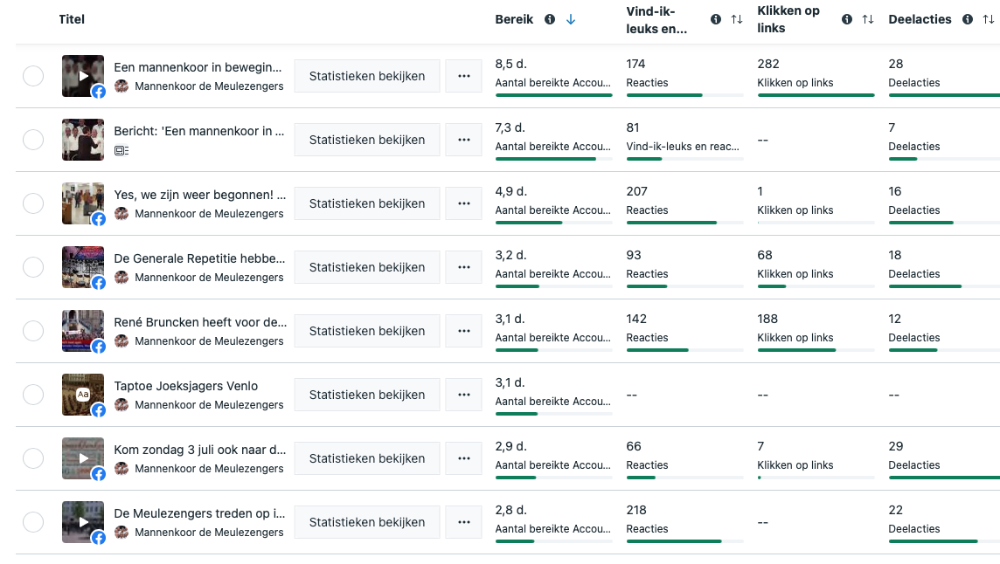 Titel
Bereik
Vind-ik-
leuks en...
Klikken op
links
Deelacties
Een mannenkoor in bewegin...
Mannenkoor de Meulezengers
Statistieken bekijken
8,5 d.
Aantal bereikte Accou...
174
Reacties
282
Klikken op links
28
Deelacties
Bericht: 'Een mannenkoor in ...
Statistieken bekijken
7,3 d.
Aantal bereikte Accou...
81
Vind-ik-leuks en reac...
--
7
Deelacties
Yes, we zijn weer begonnen! ...
Mannenkoor de Meulezengers
Statistieken bekijken
4,9 d.
Aantal bereikte Accou...
207
Reacties
1
Klikken op links
16
Deelacties
De Generale Repetitie hebbe...
Mannenkoor de Meulezengers
Statistieken bekijken
3,2 d.
Aantal bereikte Accou...
93
Reacties
68
Klikken op links
18
Deelacties
René Bruncken heeft voor de...
Mannenkoor de Meulezengers
Statistieken bekijken
3,1 d.
Aantal bereikte Accou...
142
Reacties
188
Klikken op links
12
Deelacties
Aa
Taptoe Joeksjagers Venlo
Mannenkoor de Meulezengers
Statistieken bekijken
3,1 d.
Aantal bereikte Accou...
--
--
--
Kom zondag 3 juli ook naar d...
Mannenkoor de Meulezengers
Statistieken bekijken
2,9 d.
Aantal bereikte Accou...
66
Reacties
7
Klikken op links
29
Deelacties
De Meulezengers treden op i...
Mannenkoor de Meulezengers
Statistieken bekijken
2,8 d.
Aantal bereikte Accou...
218
Reacties
--
22
Deelacties